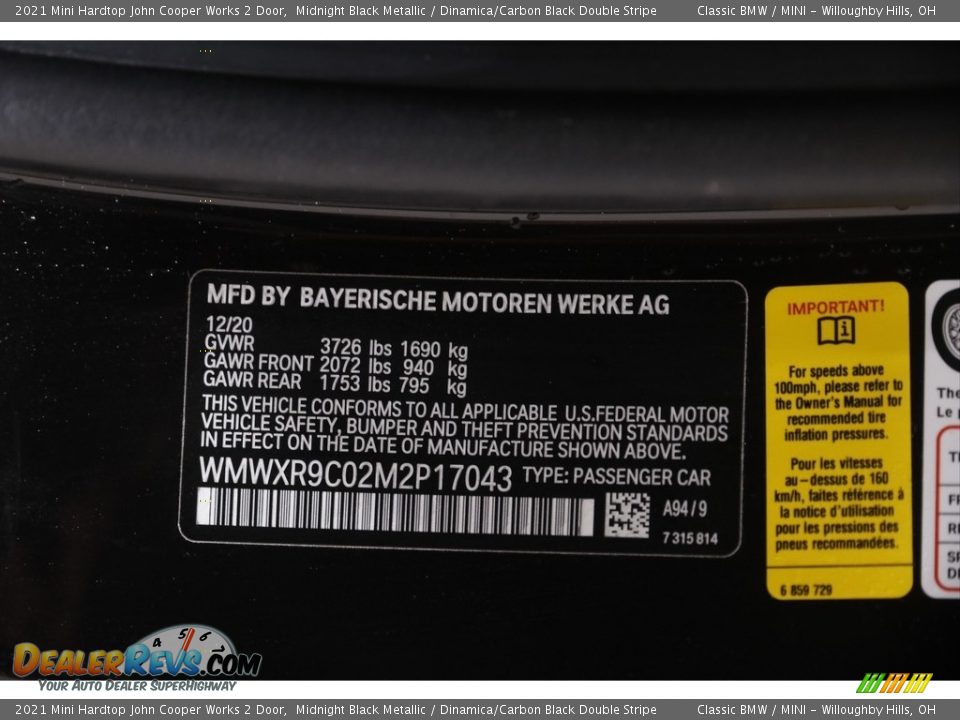 2021 Mini Hardtop John Cooper Works 2 Door, Midnight Black Metallic / Dinamica/Carbon Black Double Stripe Classic BMW / MINI - Willoughby Hills, OH
MFD BY BAYERISCHE MOTOREN WERKE AG
12/20
GVWR 3726 lbs 1690 kg
GAWR FRONT 2072 lbs 940 kg
GAWR REAR 1753 lbs 795 kg
THIS VEHICLE CONFORMS TO ALL APPLICABLE U.S.FEDERAL MOTOR
VEHICLE SAFETY, BUMPER AND THEFT PREVENTION STANDARDS
IN EFFECT ON THE DATE OF MANUFACTURE SHOWN ABOVE.
WMWXR9C02M2P17043 TYPE: PASSENGER CAR
A94/9
7315814
IMPORTANT!
For speeds above
100mph, please refer to
the Owner's Manual for
recommended tire
inflation pressures.
Pour les vitesses
au-dessus de 160
km/h, faites référence à
la notice d'utilisation
pour les pressions des
pneus recommandées.
6 859 729
The
Le
4 5 6 7
DealerRevs.com
Your Auto Dealer SuperHighway
2021 Mini Hardtop John Cooper Works 2 Door, Midnight Black Metallic / Dinamica/Carbon Black Double Stripe Classic BMW / MINI - Willoughby Hills, OH